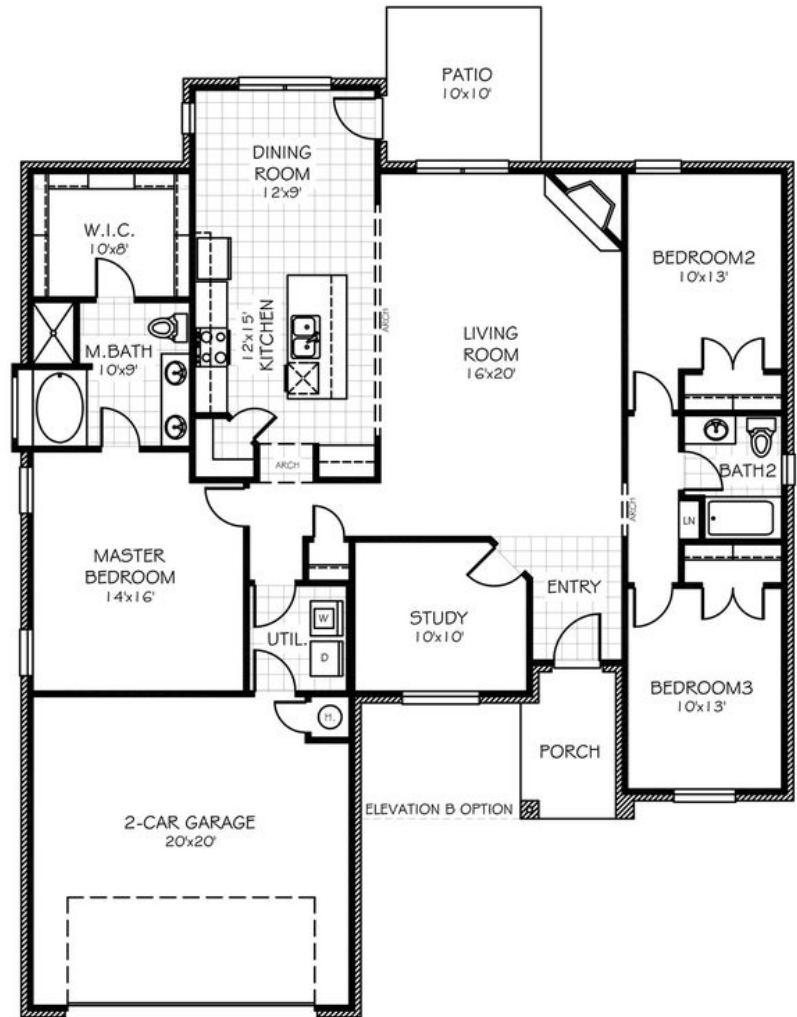 PATIO
10'x10'
DINING
ROOM
12'x9'
W.I.C.
10'x8'
BEDROOM2
10'x13'
KITCHEN
12'x15'
ARCH
LIVING
ROOM
16'x20'
M.BATH
10'x9'
ARCH
BATH2
LN
ARCH
MASTER
BEDROOM
14'x16'
STUDY
10'x10'
ENTRY
UTIL.
W
D
BEDROOM3
10'x13'
H.
PORCH
ELEVATION B OPTION
2-CAR GARAGE
20'x20'